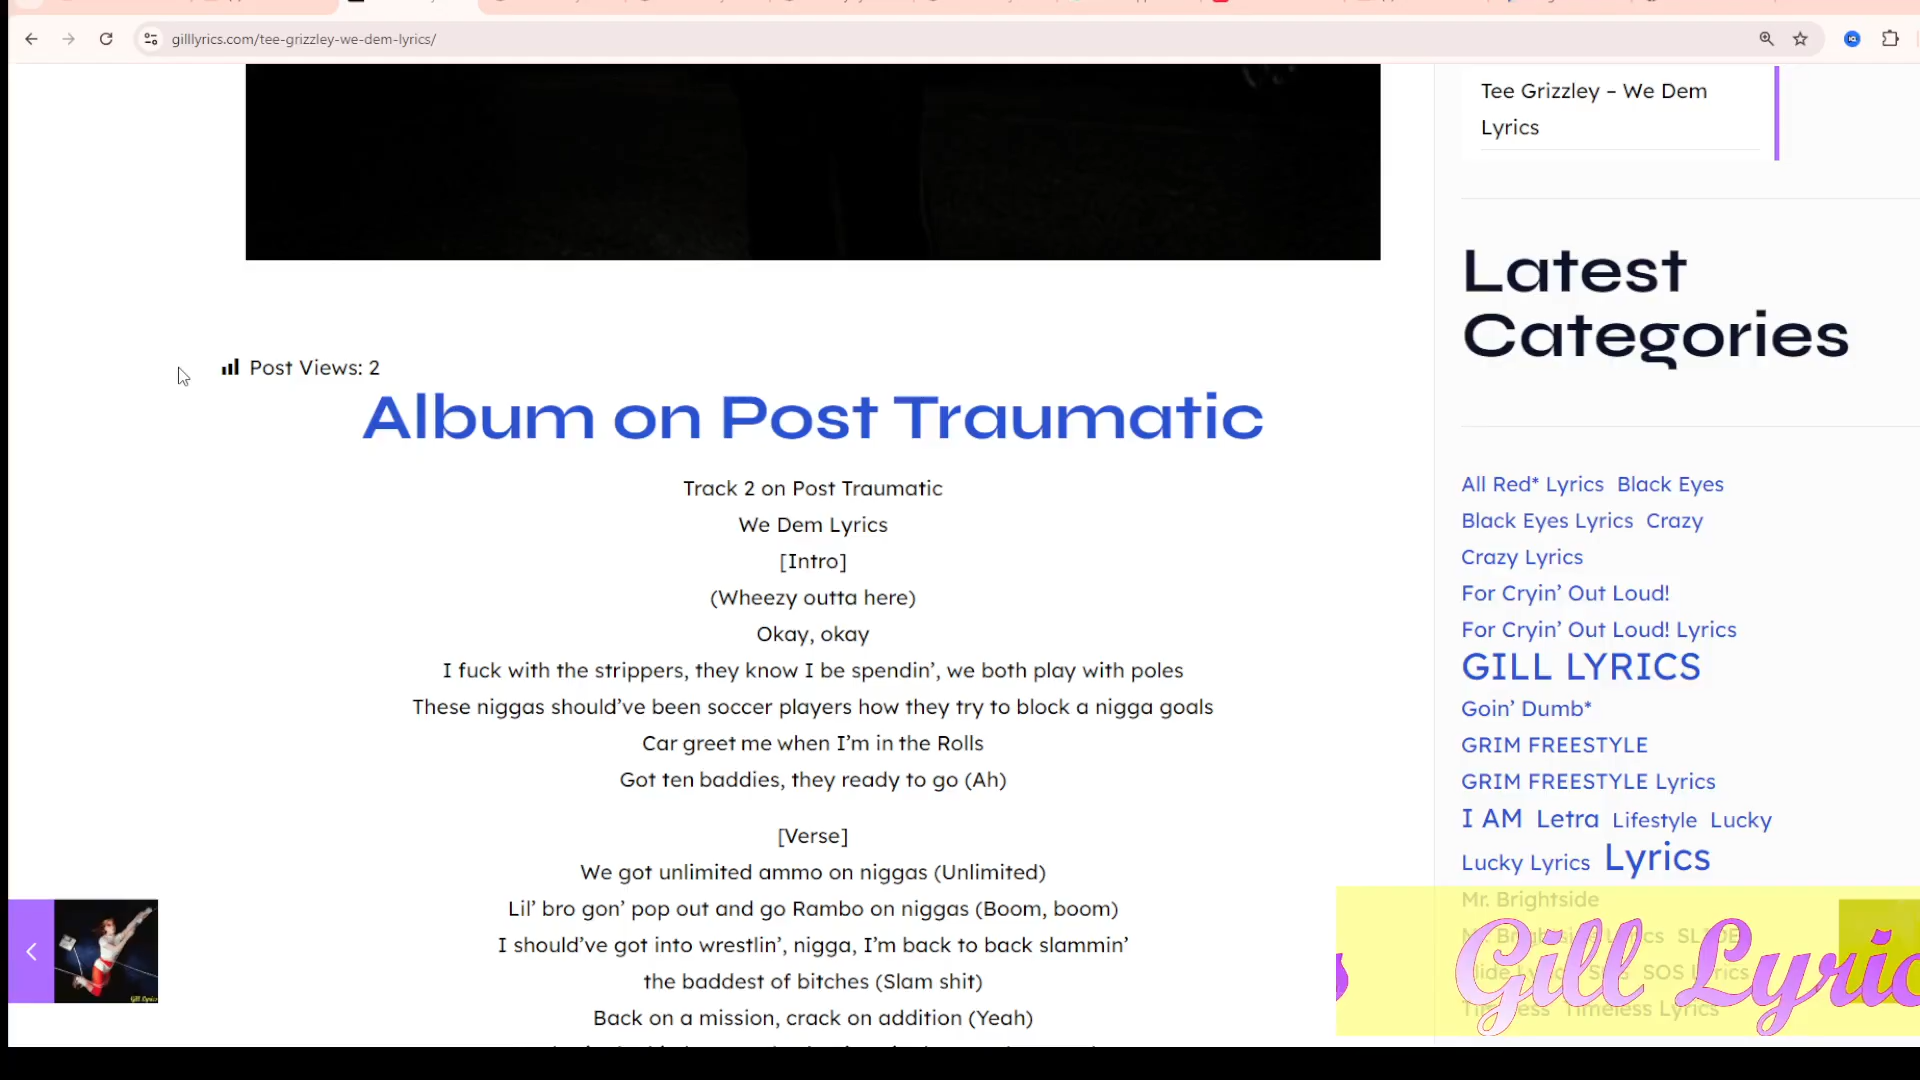 gilllyrics.com/tee-grizzley-we-dem-lyrics/
Post Views: 2
Album on Post Traumatic
Track 2 on Post Traumatic
We Dem Lyrics
[Intro]
(Wheezy outta here)
Okay, okay
I fuck with the strippers, they know I be spendin’, we both play with poles
These niggas should’ve been soccer players how they try to block a nigga goals
Car greet me when I’m in the Rolls
Got ten baddies, they ready to go (Ah)
[Verse]
We got unlimited ammo on niggas (Unlimited)
Lil’ bro gon’ pop out and go Rambo on niggas (Boom, boom)
I should’ve got into wrestlin’, nigga, I’m back to back slammin’
the baddest of bitches (Slam shit)
Back on a mission, crack on addition (Yeah)
Tee Grizzley – We Dem
Lyrics
Latest
Categories
All Red* Lyrics Black Eyes
Black Eyes Lyrics Crazy
Crazy Lyrics
For Cryin’ Out Loud!
For Cryin’ Out Loud! Lyrics
GILL LYRICS
Goin’ Dumb*
GRIM FREESTYLE
GRIM FREESTYLE Lyrics
I AM Letra Lifestyle Lucky
Lucky Lyrics Lyrics
Mr. Brightside
SOS Lyrics
Timeless Lyrics
Gill Lyric
Gill Lyrics